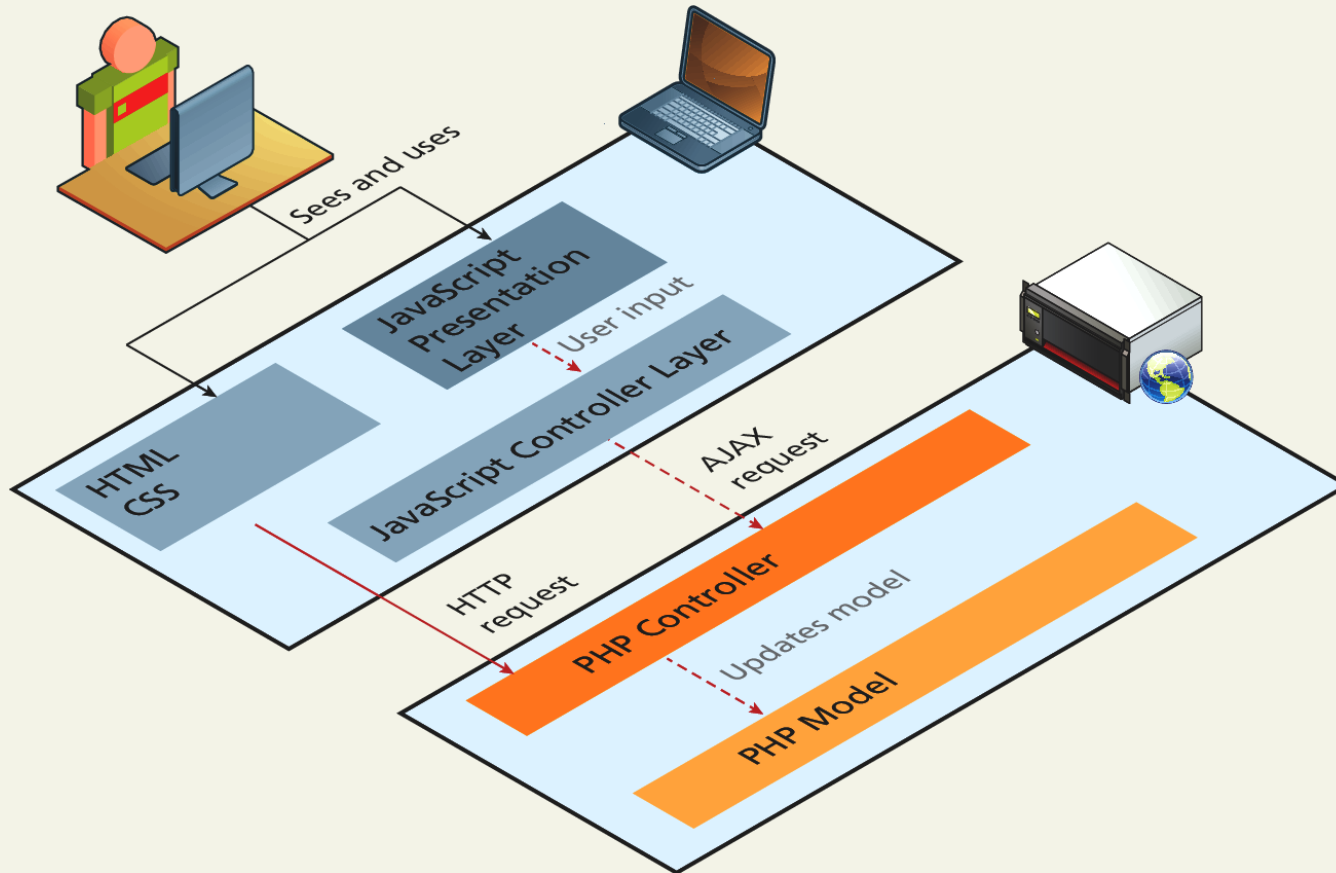 Sees and uses
JavaScript
Presentation
Layer
User input
HTML
CSS
JavaScript Controller Layer
AJAX
request
HTTP
request
PHP Controller
Updates model
PHP Model